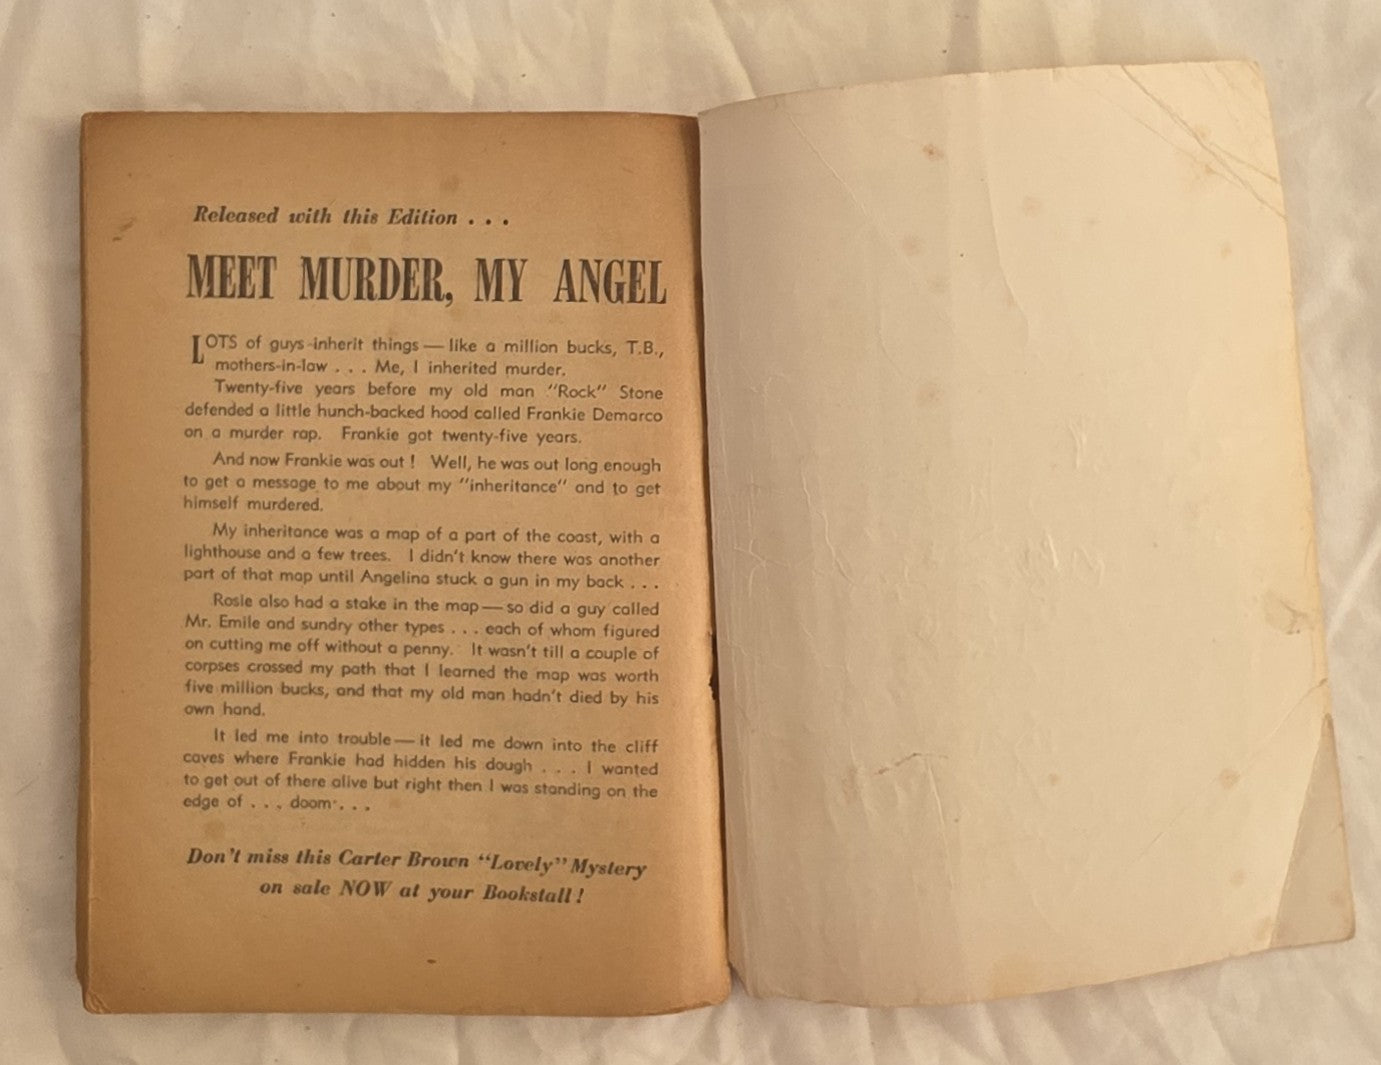 Released with this Edition . . .
MEET MURDER, MY ANGEL
LOTS of guys inherit things — like a million bucks, T.B.,
mothers-in-law . . . Me, I inherited murder.
Twenty-five years before my old man "Rock" Stone
defended a little hunch-backed hood called Frankie Demarco
on a murder rap. Frankie got twenty-five years.
And now Frankie was out ! Well, he was out long enough
to get a message to me about my "inheritance" and to get
himself murdered.
My inheritance was a map of a part of the coast, with a
lighthouse and a few trees. I didn't know there was another
part of that map until Angelina stuck a gun in my back . . .
Rosie also had a stake in the map — so did a guy called
Mr. Emile and sundry other types . . . each of whom figured
on cutting me off without a penny. It wasn't till a couple of
corpses crossed my path that I learned the map was worth
five million bucks, and that my old man hadn't died by his
own hand.
It led me into trouble — it led me down into the cliff
caves where Frankie had hidden his dough . . . I wanted
to get out of there alive but right then I was standing on the
edge of . . . doom . . .
Don't miss this Carter Brown "Lovely" Mystery
on sale NOW at your Bookstall !